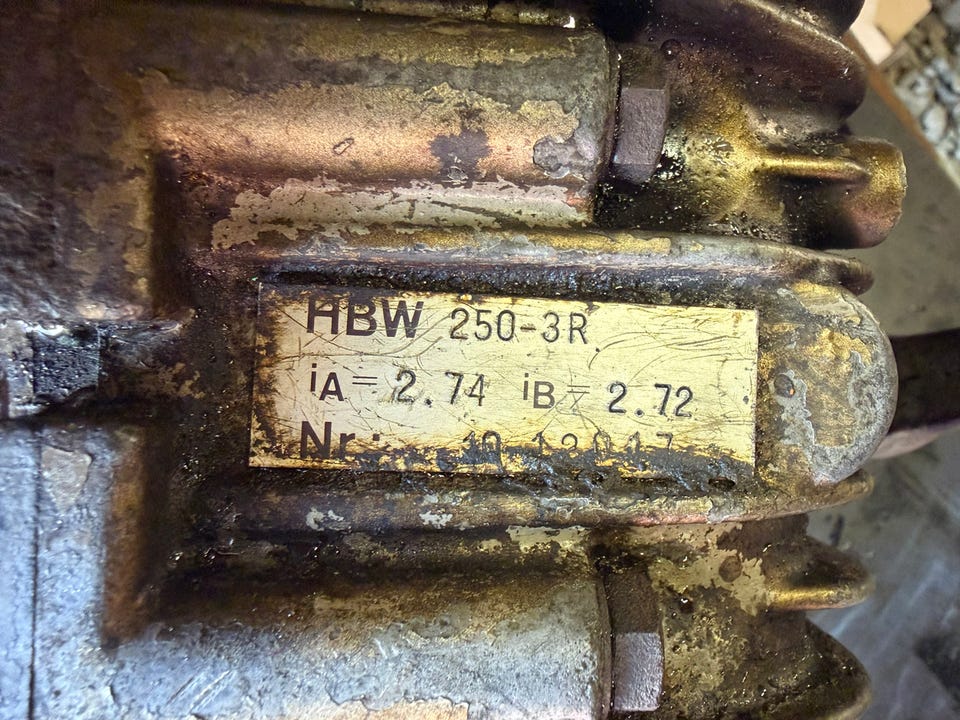 HBW 250-3R
iA = 2.74 iB = 2.72
Nr.